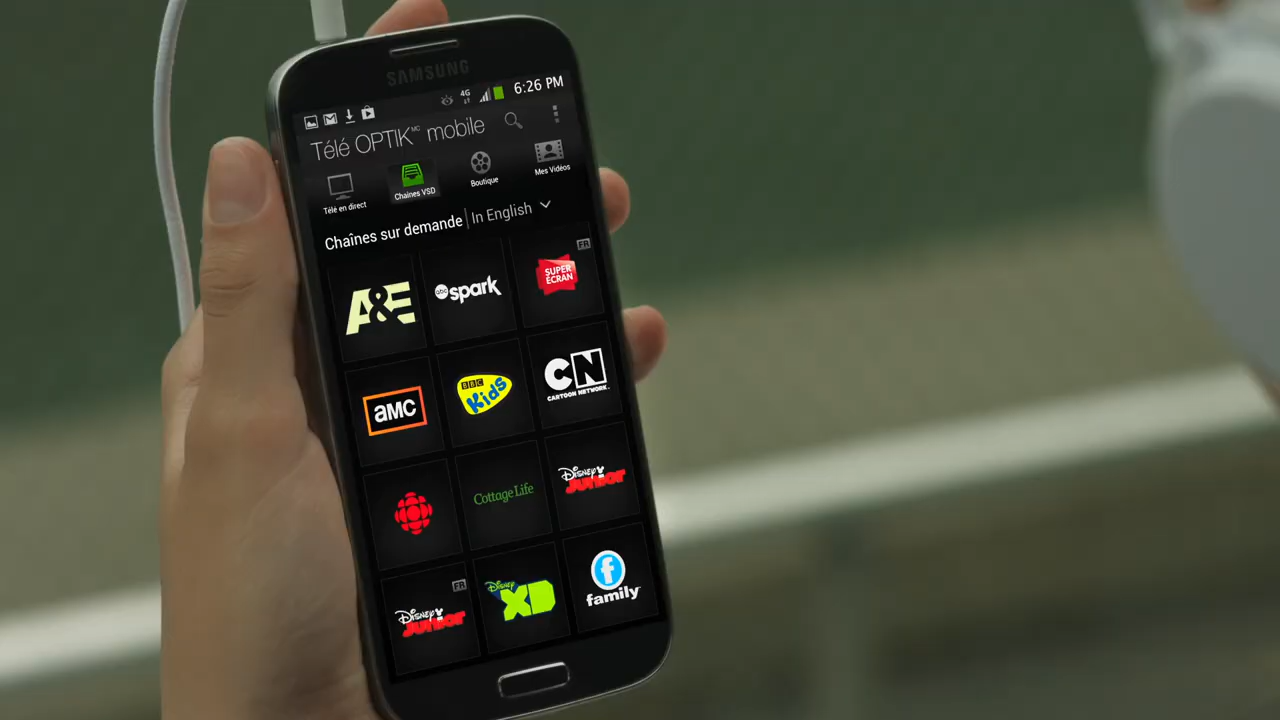 SAMSUNG
4G 6:26 PM
Télé OPTIK MC mobile
Télé en direct
Chaînes VSD
Boutique
Mes Vidéos
Chaînes sur demande | In English
A&E
abc spark
FR
SUPER
ÉCRAN
aMC
BBC
Kids
CN
CARTOON NETWORK
CottageLife
Disney
Junior
FR
Disney
Junior
Disney
XD
f
family